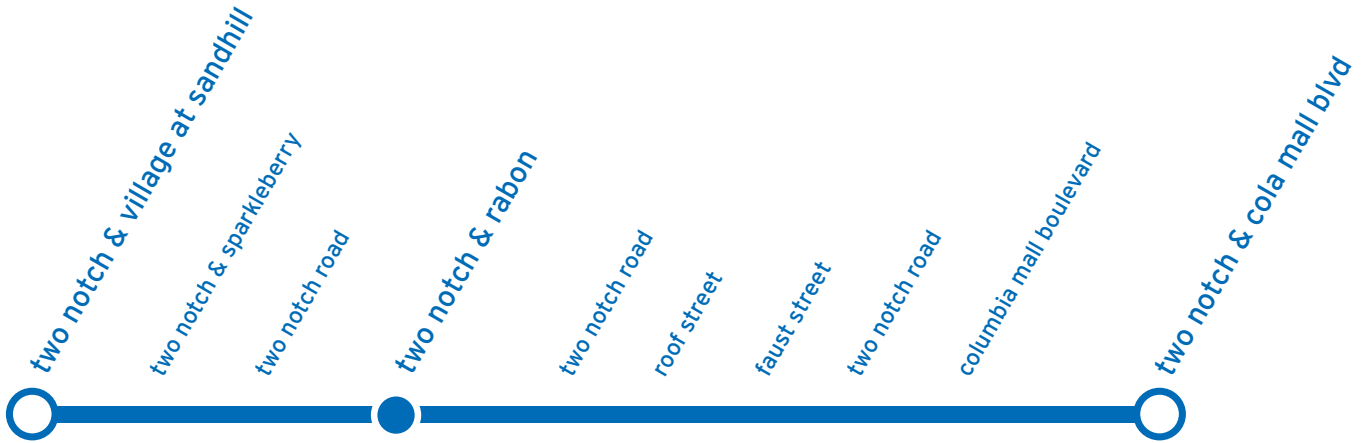 two notch & village at sandhill
two notch & sparkleberry
two notch road
two notch & rabon
two notch road
roof street
faust street
two notch road
columbia mall boulevard
two notch & cola mall blvd